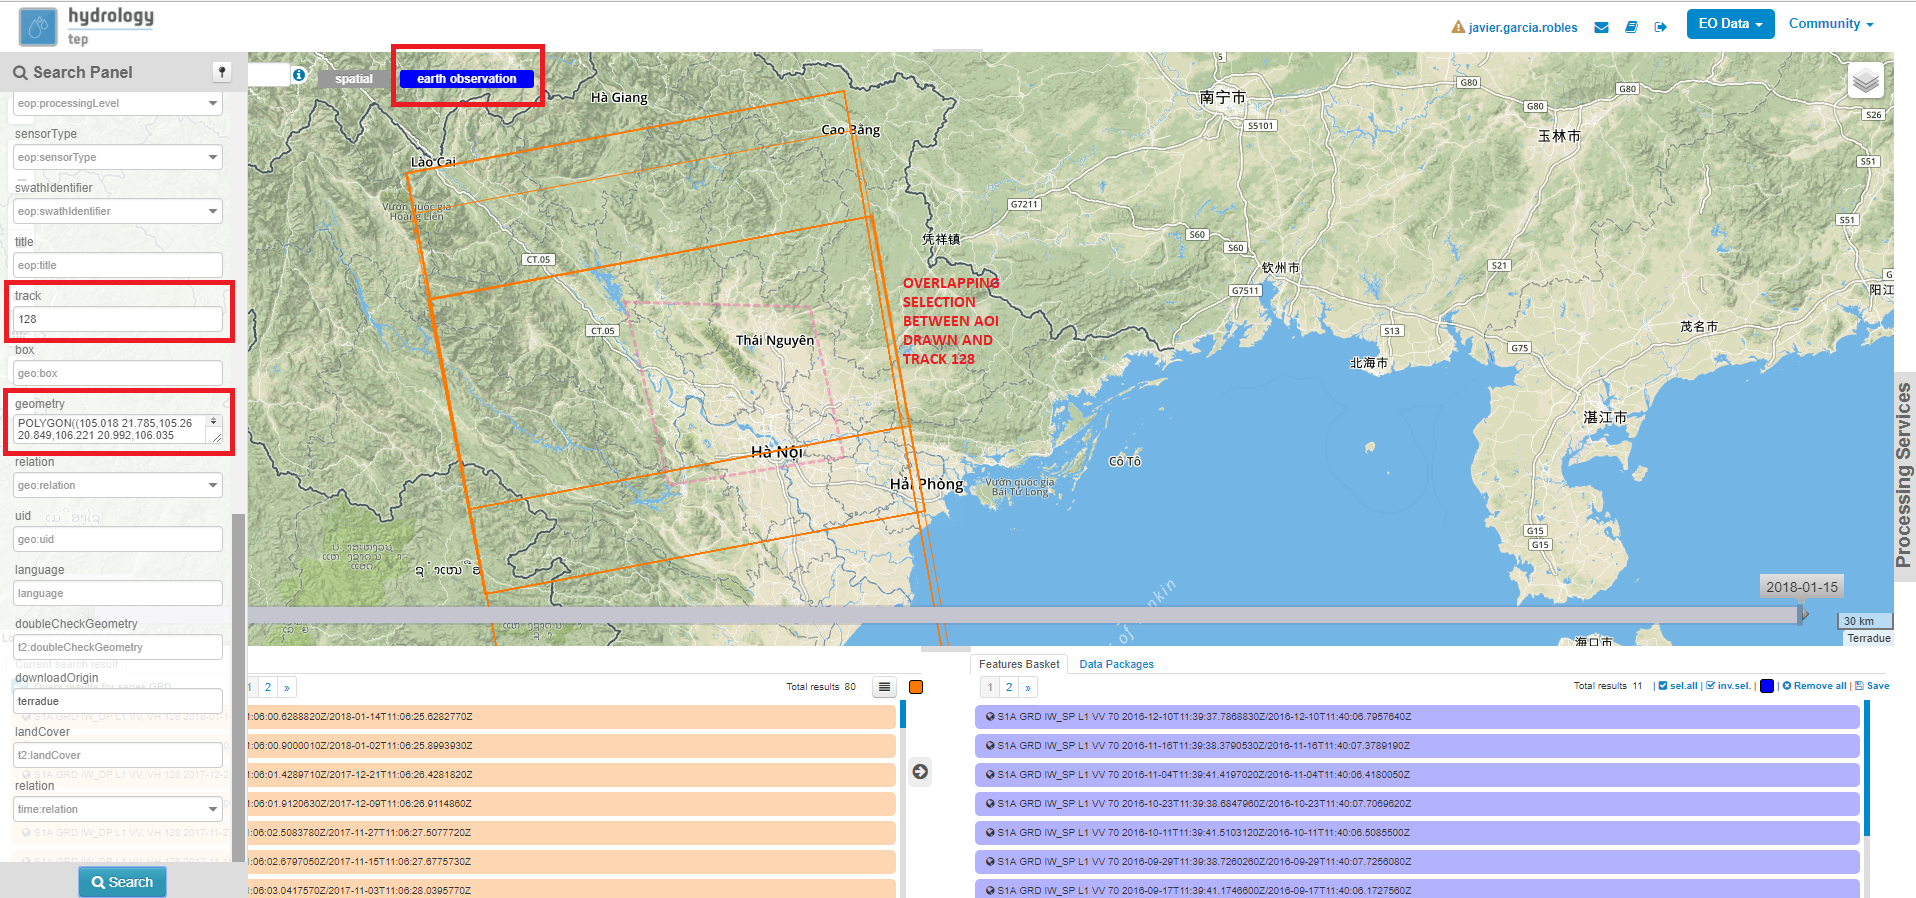 hydrology
tep
javier.garcia.robles
EO Data
Community
Search Panel
spatial
earth observation
eop:processingLevel
sensorType
eop:sensorType
swathIdentifier
eop:swathIdentifier
title
eop:title
track
128
box
geo:box
geometry
POLYGON((105.018 21.785,105.26
20.849,106.221 20.992,106.035
relation
geo:relation
uid
geo:uid
language
language
doubleCheckGeometry
t2:doubleCheckGeometry
Current search result
downloadOrigin
terradue
landCover
t2:landCover
relation
time:relation
Search
Hà Giang
Cao Bằng
Lào Cai
Vườn quốc gia
Hoàng Liên
CT.05
CT.05
Thái Nguyên
Hà Nội
Hải Phòng
Vườn quốc gia
Bái Tử Long
Cô Tô
OVERLAPPING
SELECTION
BETWEEN AOI
DRAWN AND
TRACK 128
南宁市
S5101
G80
G80
G80
S26
玉林市
S51
S51
G7211
凭祥镇
S60
S60
钦州市
S21
G7511
阳江
茂名市
S13
G75
北海市
湛江市
G15
G15
海口市
2018-01-15
30 km
Terradue
Processing Services
1 2 »
Total results 80
1:06:00.6288820Z/2018-01-14T11:06:25.6282770Z
1:06:00.9000010Z/2018-01-02T11:06:25.8993930Z
1:06:01.4289710Z/2017-12-21T11:06:26.4281820Z
1:06:01.9120630Z/2017-12-09T11:06:26.9114860Z
1:06:02.5083780Z/2017-11-27T11:06:27.5077720Z
1:06:02.6797050Z/2017-11-15T11:06:27.6775730Z
1:06:03.0417570Z/2017-11-03T11:06:28.0395770Z
Features Basket
Data Packages
1 2 »
Total results 11 | sel.all | inv.sel. | Remove all | Save
S1A GRD IW_SP L1 VV 70 2016-12-10T11:39:37.7868830Z/2016-12-10T11:40:06.7957640Z
S1A GRD IW_SP L1 VV 70 2016-11-16T11:39:38.3790530Z/2016-11-16T11:40:07.3789190Z
S1A GRD IW_SP L1 VV 70 2016-11-04T11:39:41.4197020Z/2016-11-04T11:40:06.4180050Z
S1A GRD IW_SP L1 VV 70 2016-10-23T11:39:38.6847960Z/2016-10-23T11:40:07.7069620Z
S1A GRD IW_SP L1 VV 70 2016-10-11T11:39:41.5103120Z/2016-10-11T11:40:06.5085500Z
S1A GRD IW_SP L1 VV 70 2016-09-29T11:39:38.7260260Z/2016-09-29T11:40:07.7256080Z
S1A GRD IW_SP L1 VV 70 2016-09-17T11:39:41.1746600Z/2016-09-17T11:40:06.1727560Z